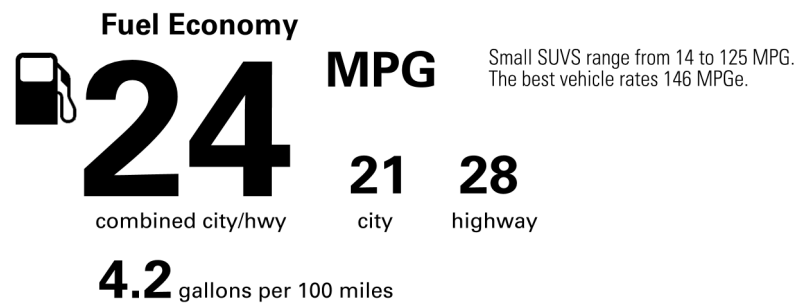 Fuel Economy
24
MPG
Small SUVS range from 14 to 125 MPG.
The best vehicle rates 146 MPGe.
21 28
combined city/hwy city highway
4.2 gallons per 100 miles